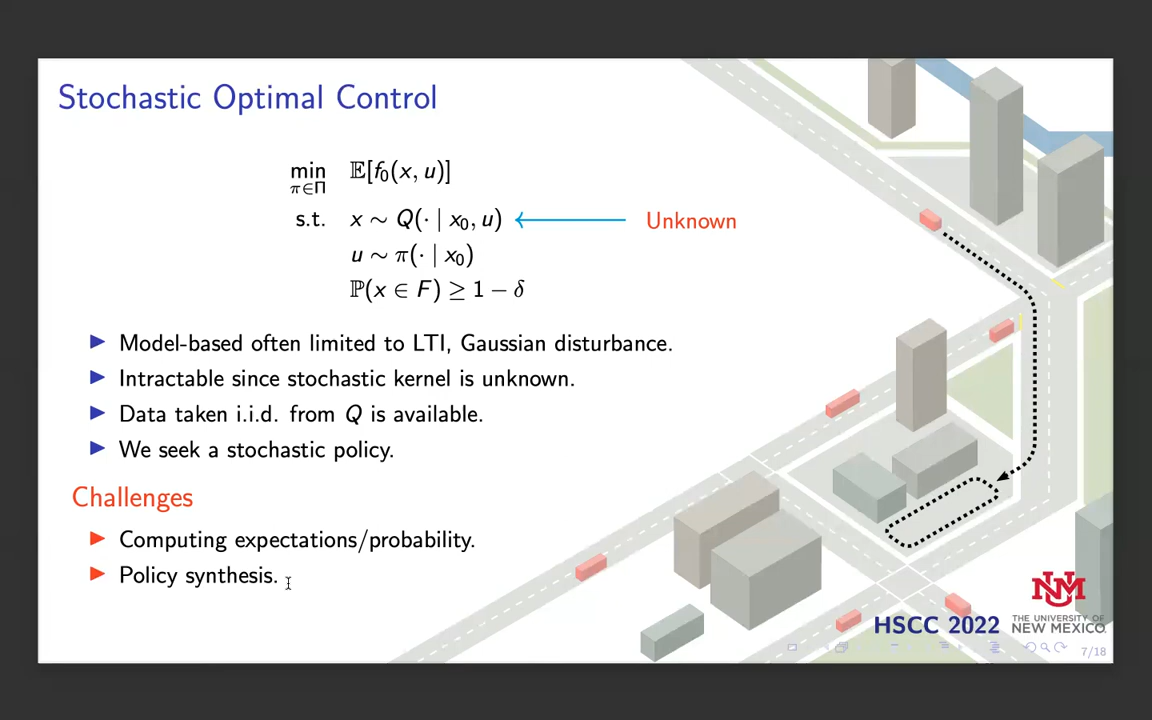 Stochastic Optimal Control
min 𝔼[f₀(x, u)]
π∈Π
s.t. x ∼ Q(· | x₀, u) Unknown
u ∼ π(· | x₀)
ℙ(x ∈ F) ≥ 1 − δ
Model-based often limited to LTI, Gaussian disturbance.
Intractable since stochastic kernel is unknown.
Data taken i.i.d. from Q is available.
We seek a stochastic policy.
Challenges
Computing expectations/probability.
Policy synthesis.
HSCC 2022
NM
THE UNIVERSITY OF
NEW MEXICO.
7/18